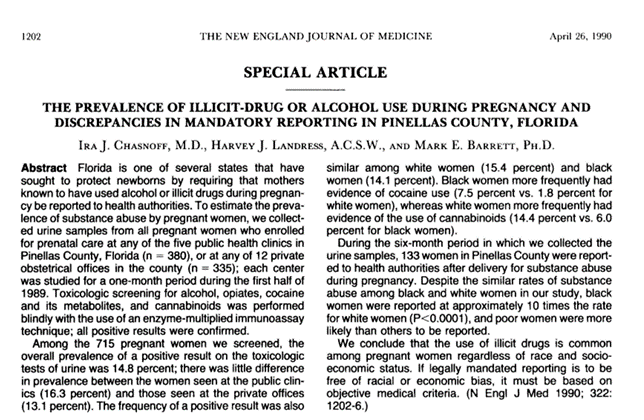 1202
THE NEW ENGLAND JOURNAL OF MEDICINE
April 26, 1990
SPECIAL ARTICLE
THE PREVALENCE OF ILLICIT-DRUG OR ALCOHOL USE DURING PREGNANCY AND
DISCREPANCIES IN MANDATORY REPORTING IN PINELLAS COUNTY, FLORIDA
IRA J. CHASNOFF, M.D., HARVEY J. LANDRESS, A.C.S.W., AND MARK E. BARRETT, PH.D.
Abstract Florida is one of several states that have
sought to protect newborns by requiring that mothers
known to have used alcohol or illicit drugs during pregnan-
cy be reported to health authorities. To estimate the preva-
lence of substance abuse by pregnant women, we collect-
ed urine samples from all pregnant women who enrolled
for prenatal care at any of the five public health clinics in
Pinellas County, Florida (n = 380), or at any of 12 private
obstetrical offices in the county (n = 335); each center
was studied for a one-month period during the first half of
1989. Toxicologic screening for alcohol, opiates, cocaine
and its metabolites, and cannabinoids was performed
blindly with the use of an enzyme-multiplied immunoassay
technique; all positive results were confirmed.
Among the 715 pregnant women we screened, the
overall prevalence of a positive result on the toxicologic
tests of urine was 14.8 percent; there was little difference
in prevalence between the women seen at the public clin-
ics (16.3 percent) and those seen at the private offices
(13.1 percent). The frequency of a positive result was also
similar among white women (15.4 percent) and black
women (14.1 percent). Black women more frequently had
evidence of cocaine use (7.5 percent vs. 1.8 percent for
white women), whereas white women more frequently had
evidence of the use of cannabinoids (14.4 percent vs. 6.0
percent for black women).
During the six-month period in which we collected the
urine samples, 133 women in Pinellas County were report-
ed to health authorities after delivery for substance abuse
during pregnancy. Despite the similar rates of substance
abuse among black and white women in our study, black
women were reported at approximately 10 times the rate
for white women (P<0.0001), and poor women were more
likely than others to be reported.
We conclude that the use of illicit drugs is common
among pregnant women regardless of race and socio-
economic status. If legally mandated reporting is to be
free of racial or economic bias, it must be based on
objective medical criteria. (N Engl J Med 1990; 322:
1202-6.)